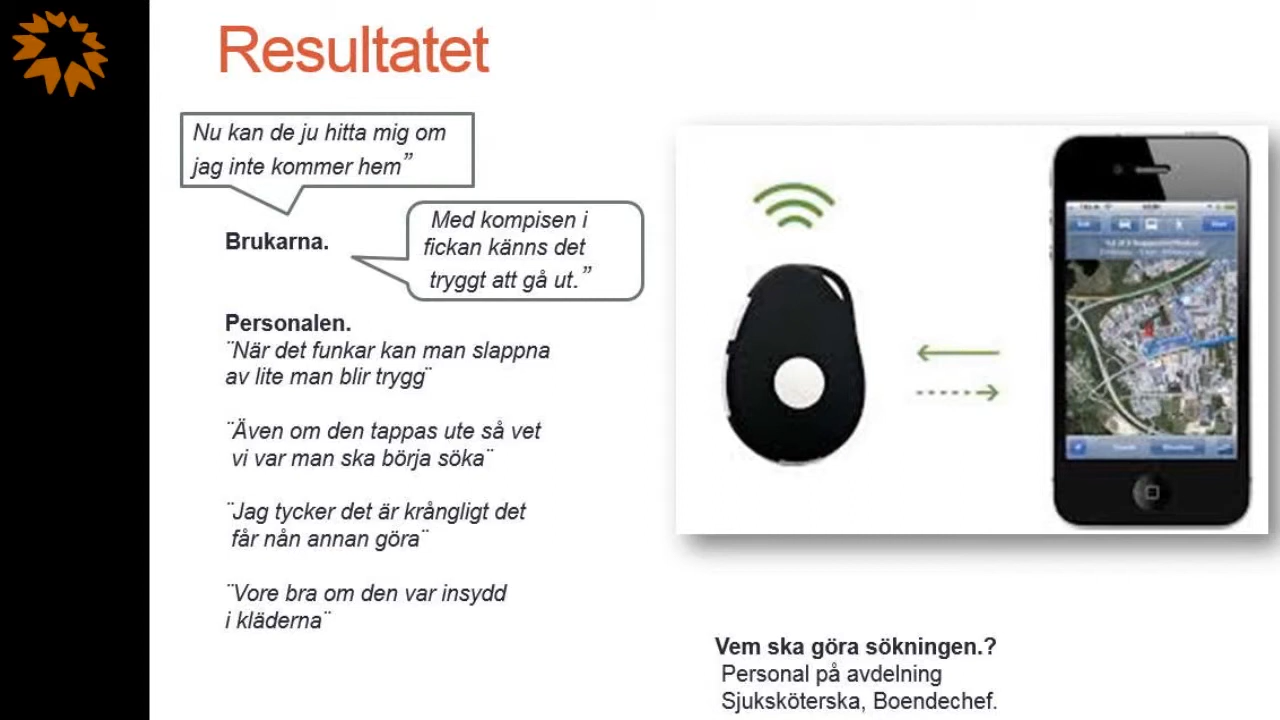 Resultatet
Nu kan de ju hitta mig om
jag inte kommer hem”
Brukarna.
Med kompisen i
fickan känns det
tryggt att gå ut.”
Personalen.
¨När det funkar kan man slappna
av lite man blir trygg¨
¨Även om den tappas ute så vet
vi var man ska börja söka¨
¨Jag tycker det är krångligt det
får nån annan göra¨
¨Vore bra om den var insydd
i kläderna¨
Vem ska göra sökningen.?
Personal på avdelning
Sjuksköterska, Boendechef.